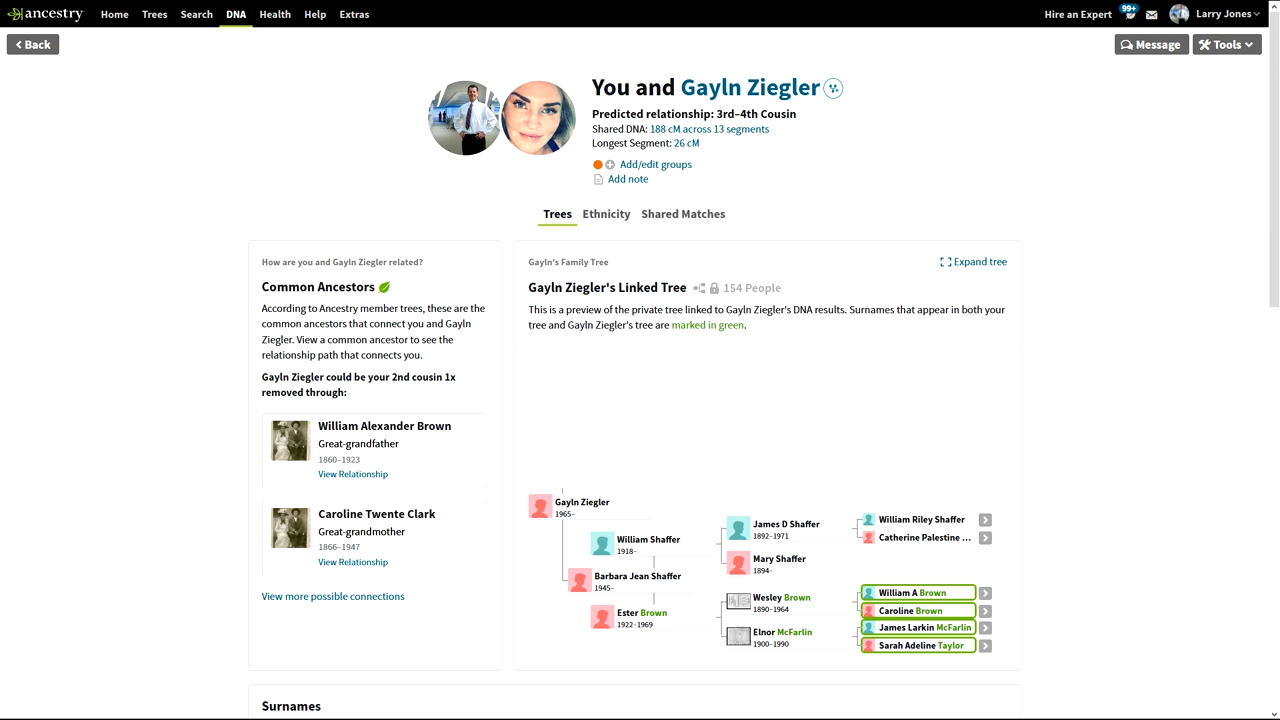 ancestry Home Trees Search DNA Health Help Extras Hire an Expert 99+ Larry Jones
Back Message Tools
You and Gayln Ziegler
Predicted relationship: 3rd–4th Cousin
Shared DNA: 188 cM across 13 segments
Longest Segment: 26 cM
Add/edit groups
Add note
Trees Ethnicity Shared Matches
How are you and Gayln Ziegler related?
Common Ancestors
According to Ancestry member trees, these are the
common ancestors that connect you and Gayln
Ziegler. View a common ancestor to see the
relationship path that connects you.
Gayln Ziegler could be your 2nd cousin 1x
removed through:
William Alexander Brown
Great-grandfather
1860–1923
View Relationship
Caroline Twente Clark
Great-grandmother
1866–1947
View Relationship
View more possible connections
Gayln's Family Tree
Expand tree
Gayln Ziegler's Linked Tree 154 People
This is a preview of the private tree linked to Gayln Ziegler's DNA results. Surnames that appear in both your
tree and Gayln Ziegler's tree are marked in green.
Gayln Ziegler
1965–
William Shaffer
1918–
Barbara Jean Shaffer
1945–
Ester Brown
1922–1969
James D Shaffer
1892–1971
Mary Shaffer
1894–
Wesley Brown
1890–1964
Elnor McFarlin
1900–1990
William Riley Shaffer
Catherine Palestine ...
William A Brown
Caroline Brown
James Larkin McFarlin
Sarah Adeline Taylor
Surnames